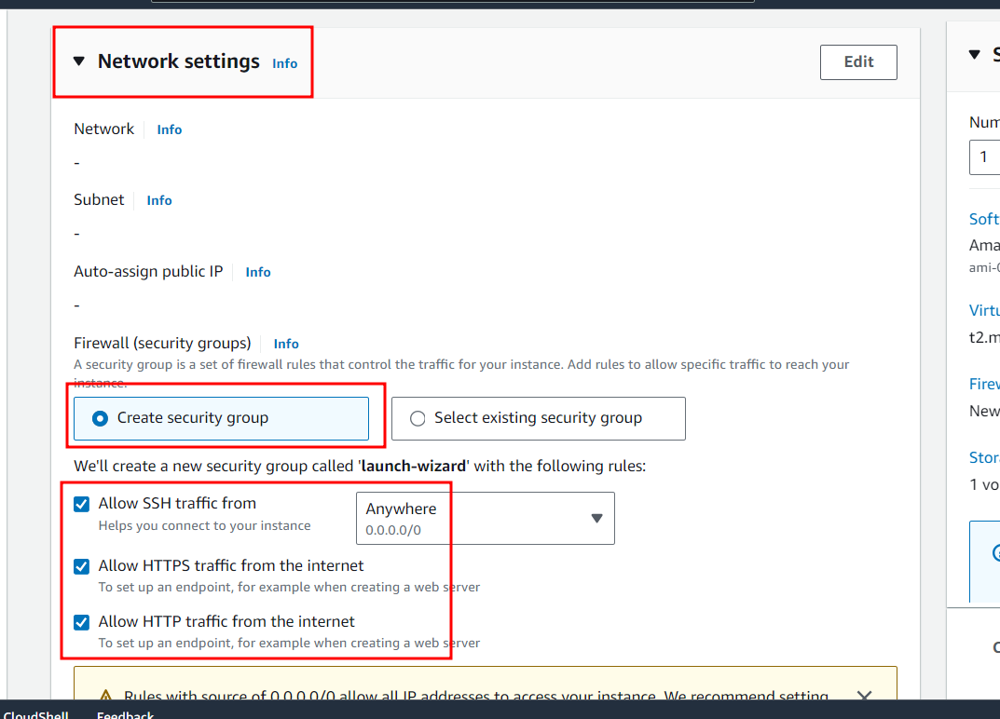 Network settings Info
Edit
Network Info
-
Subnet Info
-
Auto-assign public IP Info
-
Firewall (security groups) Info
A security group is a set of firewall rules that control the traffic for your instance. Add rules to allow specific traffic to reach your
instance.
Create security group
Select existing security group
We'll create a new security group called 'launch-wizard' with the following rules:
Allow SSH traffic from
Helps you connect to your instance
Anywhere
0.0.0.0/0
Allow HTTPS traffic from the internet
To set up an endpoint, for example when creating a web server
Allow HTTP traffic from the internet
To set up an endpoint, for example when creating a web server
Rules with source of 0.0.0.0/0 allow all IP addresses to access your instance. We recommend setting
CloudShell Feedback
S
Num
1
Soft
Ama
ami-0
Virtu
t2.m
Firew
New
Stor
1 vo